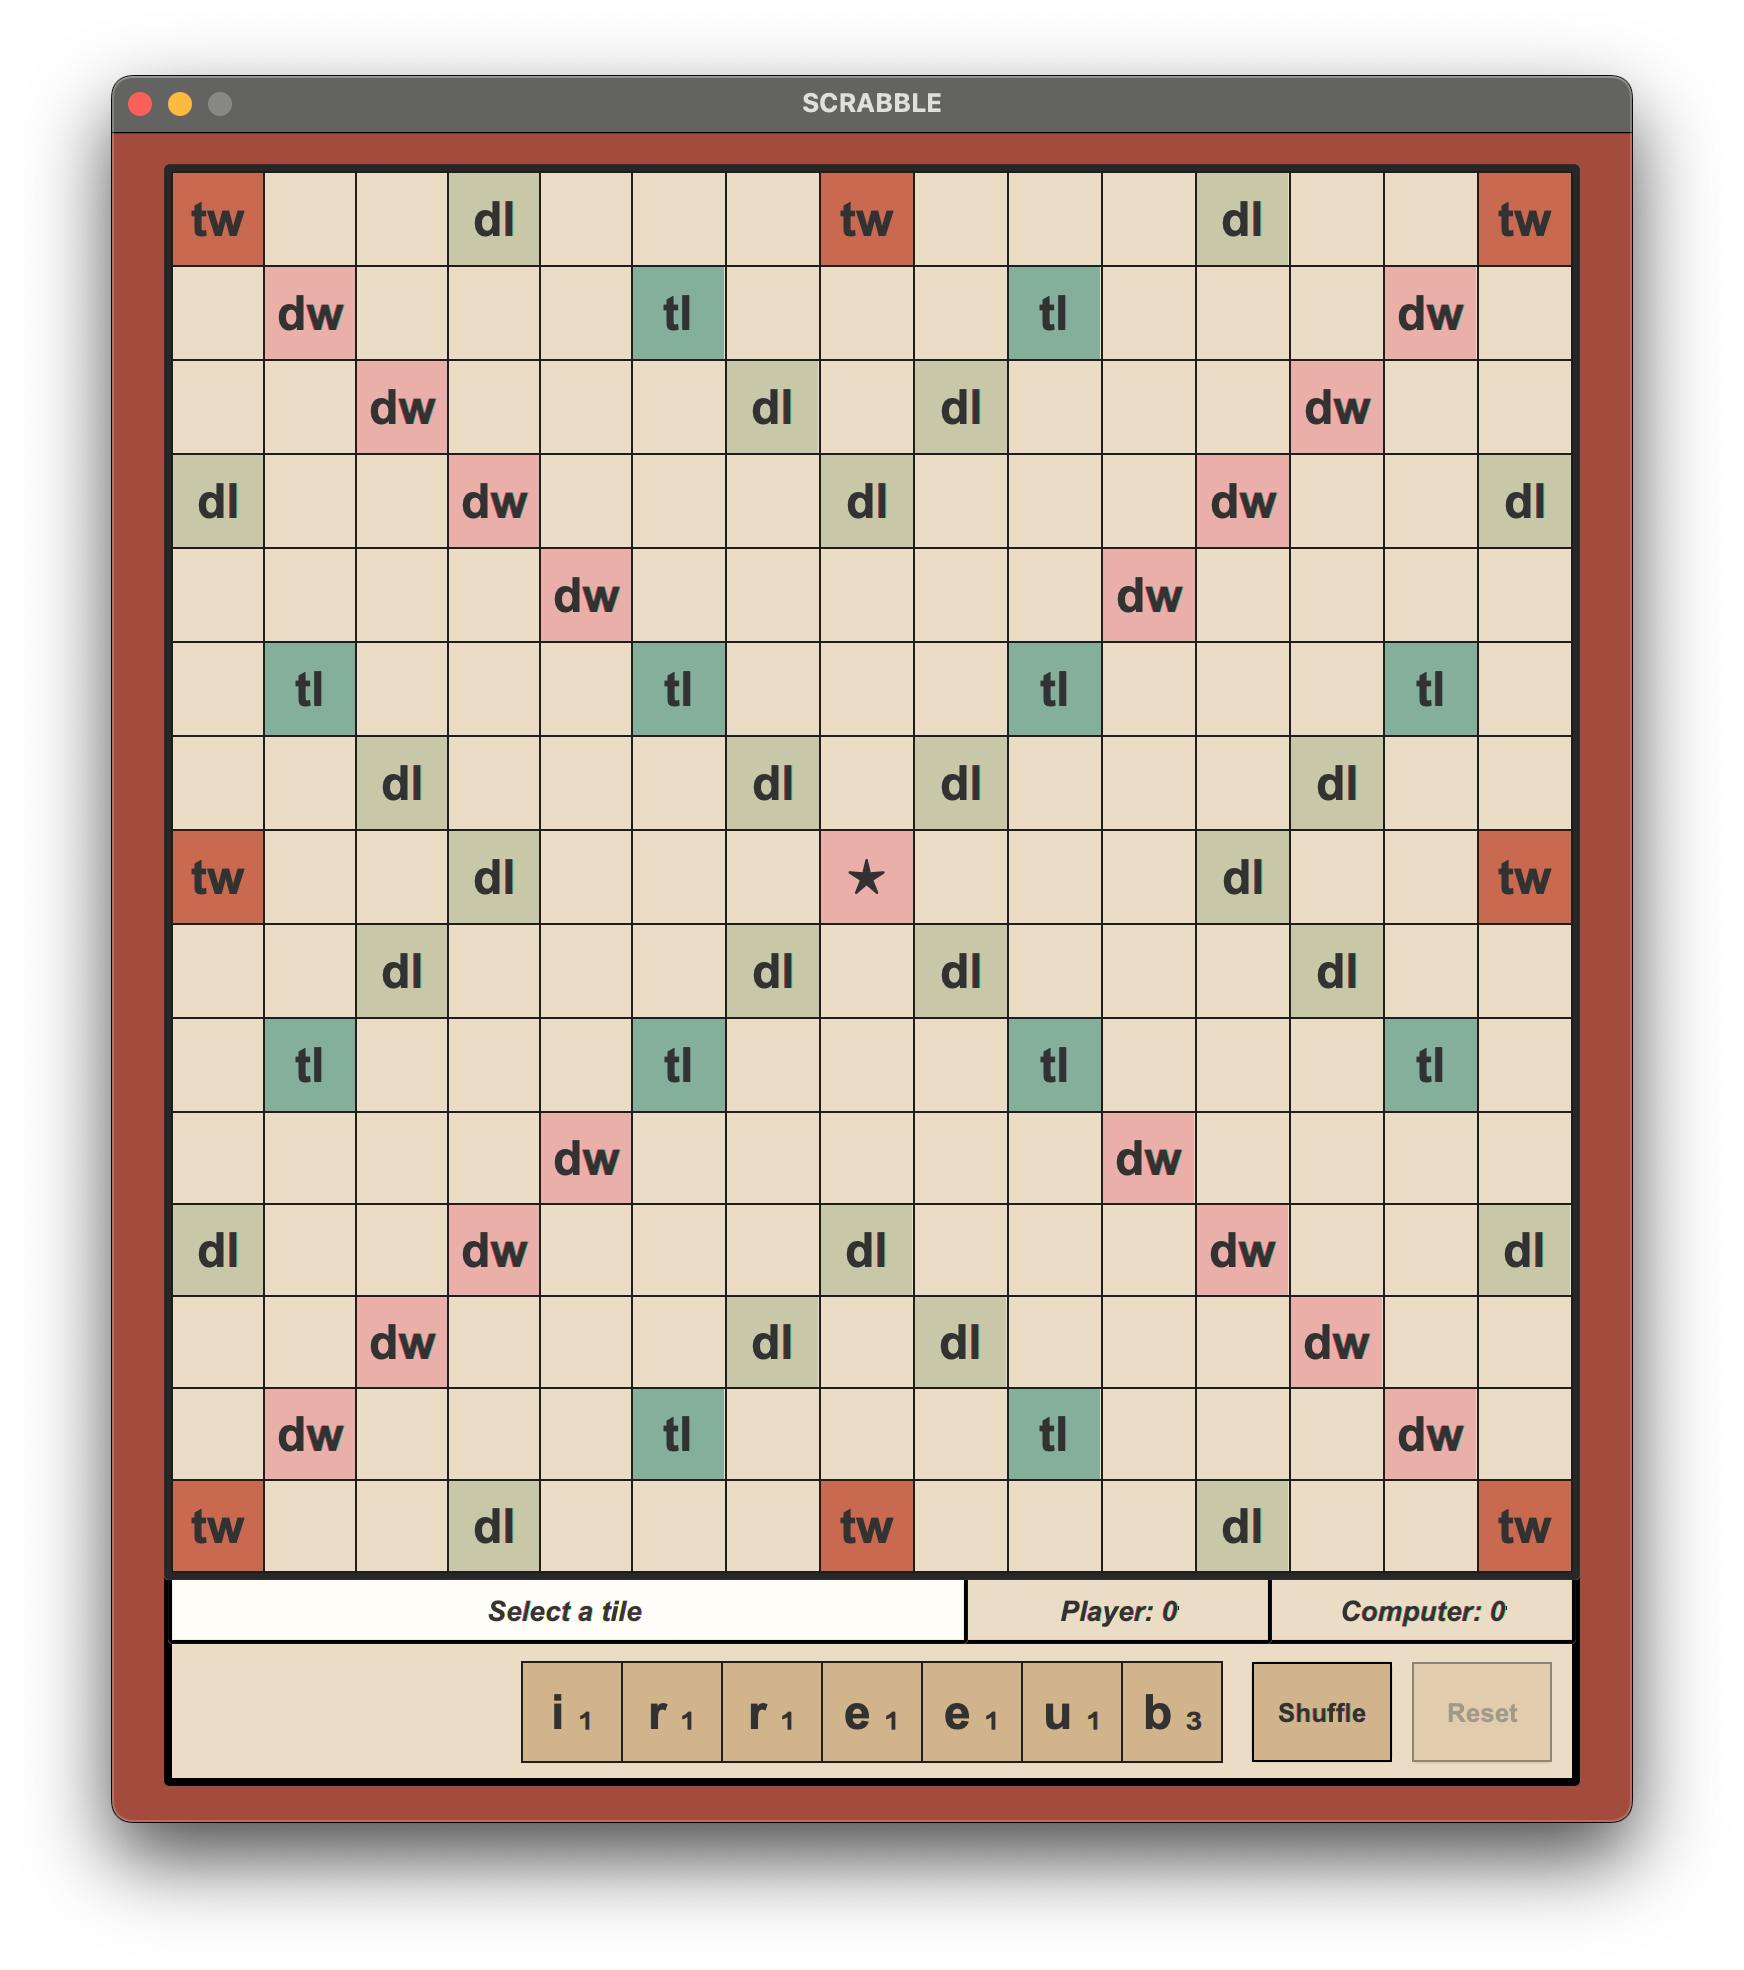 SCRABBLE
tw dl tw dl tw
dw tl tl dw
dw dl dl dw
dl dw dl dw dl
dw dw
tl tl tl tl
dl dl dl dl
tw dl ★ dl tw
dl dl dl dl
tl tl tl tl
dw dw
dl dw dl dw dl
dw dl dl dw
dw tl tl dw
tw dl tw dl tw
Select a tile Player: 0 Computer: 0
i 1 r 1 r 1 e 1 e 1 u 1 b 3 Shuffle Reset